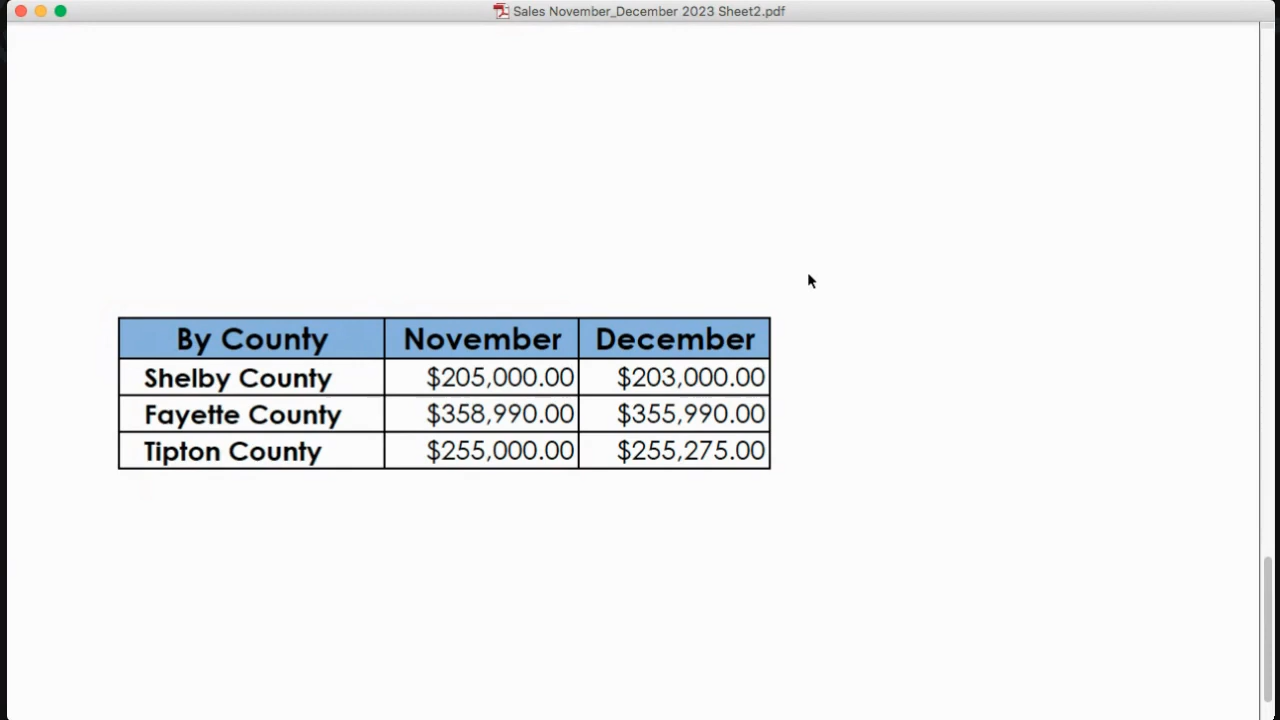 Sales November_December 2023 Sheet2.pdf
By County November December
Shelby County $205,000.00 $203,000.00
Fayette County $358,990.00 $355,990.00
Tipton County $255,000.00 $255,275.00